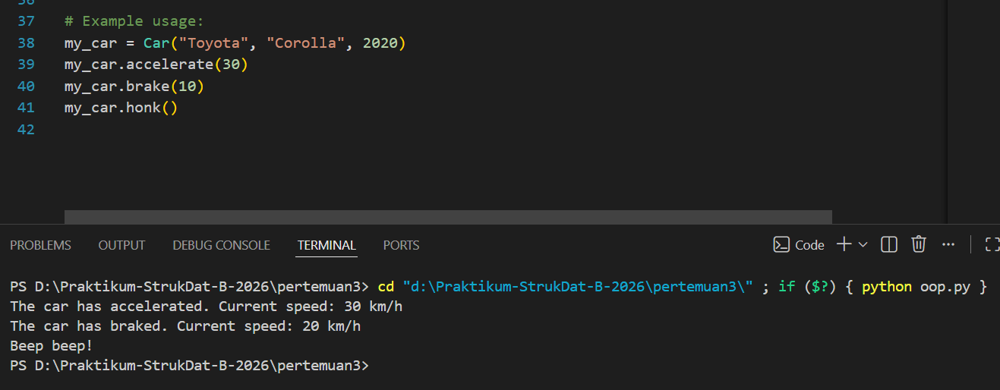 36
37 # Example usage:
38 my_car = Car("Toyota", "Corolla", 2020)
39 my_car.accelerate(30)
40 my_car.brake(10)
41 my_car.honk()
42
PROBLEMS OUTPUT DEBUG CONSOLE TERMINAL PORTS Code
PS D:\Praktikum-StrukDat-B-2026\pertemuan3> cd "d:\Praktikum-StrukDat-B-2026\pertemuan3\" ; if ($?) { python oop.py }
The car has accelerated. Current speed: 30 km/h
The car has braked. Current speed: 20 km/h
Beep beep!
PS D:\Praktikum-StrukDat-B-2026\pertemuan3>